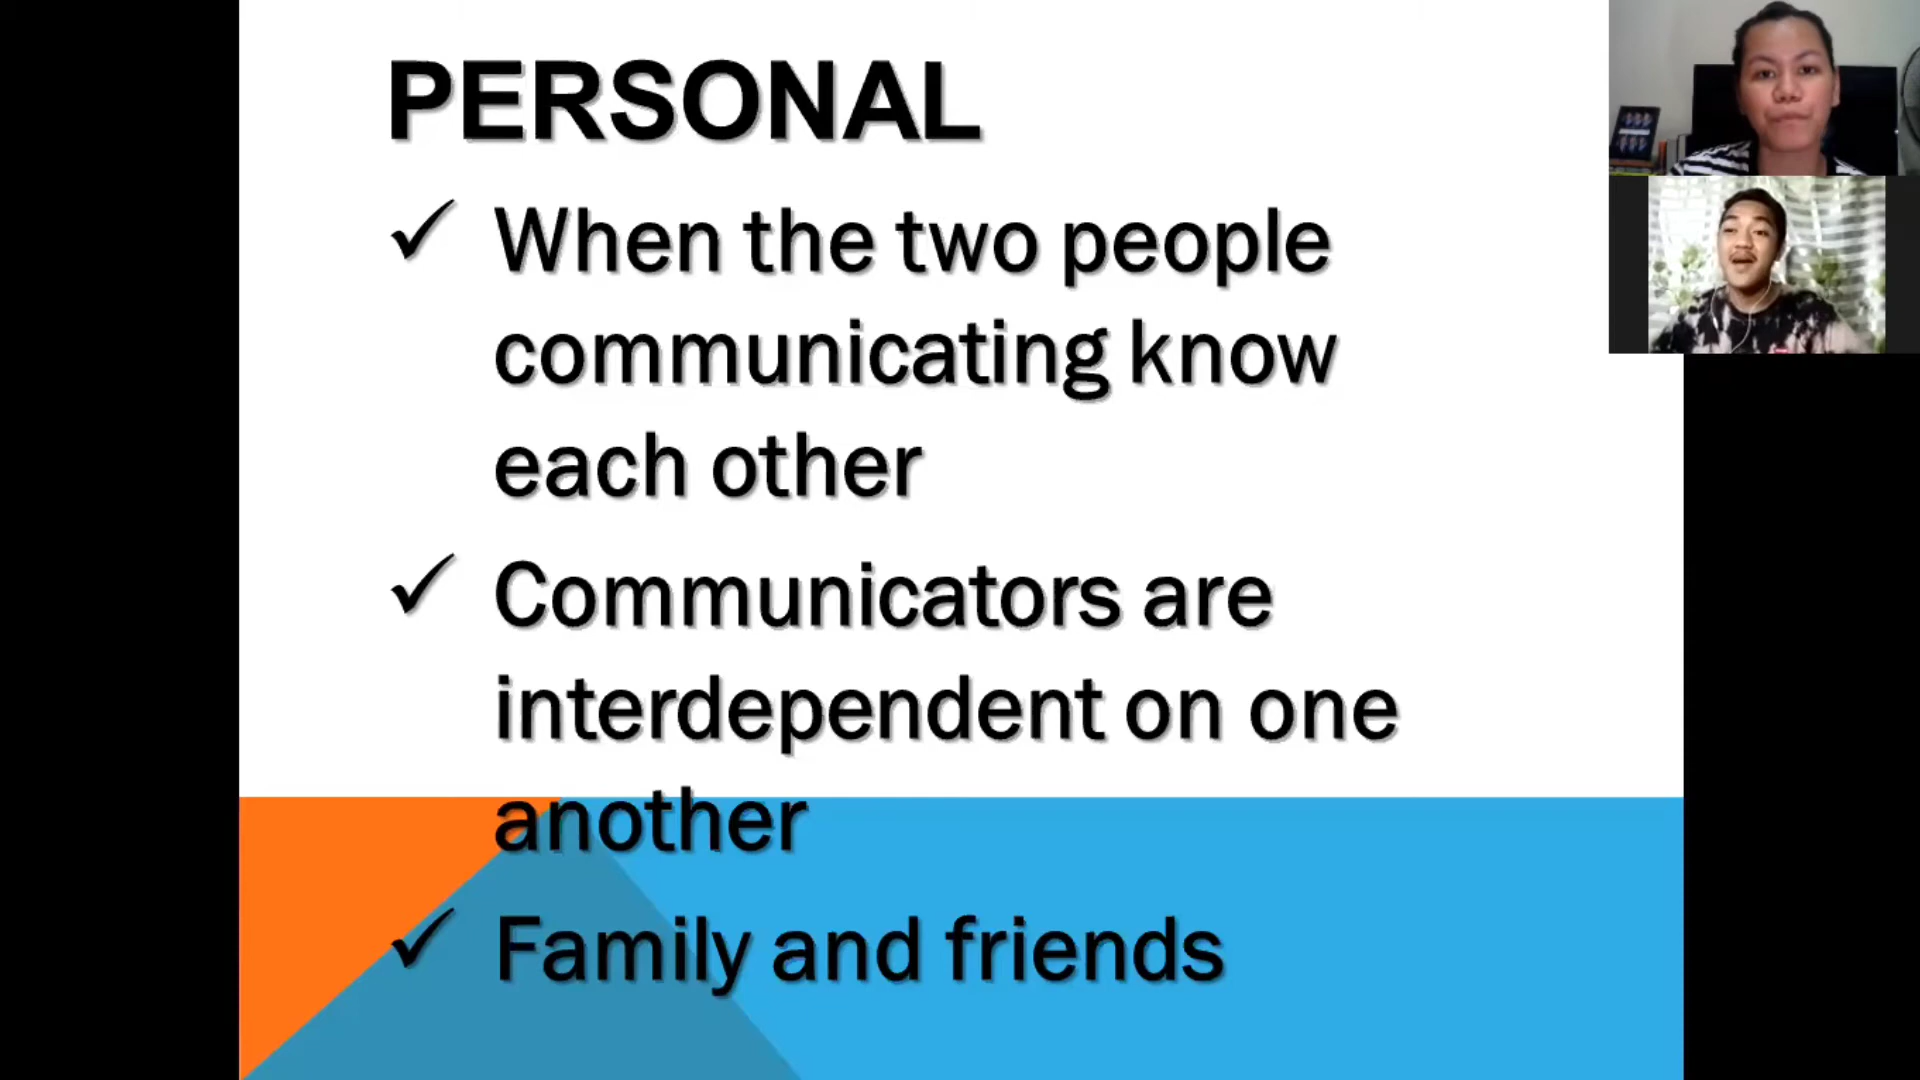 PERSONAL
✓ When the two people
communicating know
each other
✓ Communicators are
interdependent on one
another
✓ Family and friends